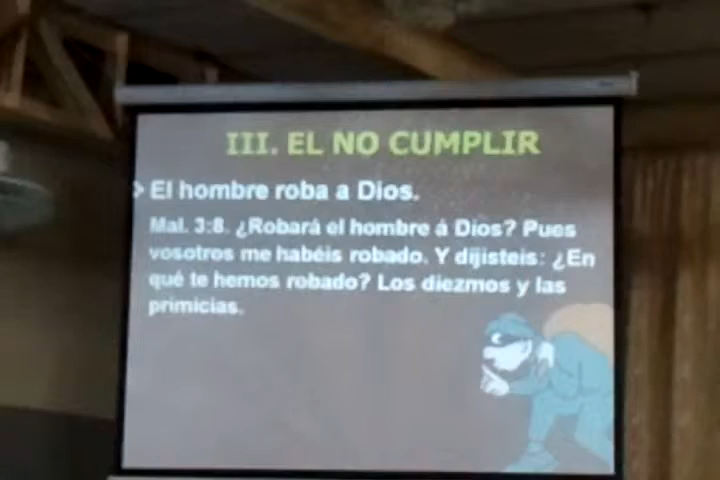 III. EL NO CUMPLIR
El hombre roba a Dios.
Mal. 3:8. ¿Robará el hombre á Dios? Pues
vosotros me habéis robado. Y dijisteis: ¿En
qué te hemos robado? Los diezmos y las
primicias.